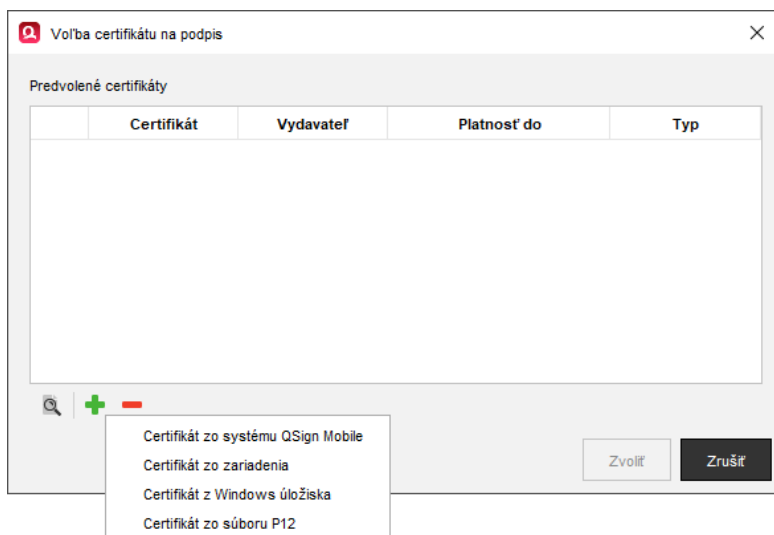 Voľba certifikátu na podpis
Predvolené certifikáty
Certifikát Vydavateľ Platnosť do Typ
Certifikát zo systému QSign Mobile
Certifikát zo zariadenia
Certifikát z Windows úložiska
Certifikát zo súboru P12
Zvoliť Zrušiť